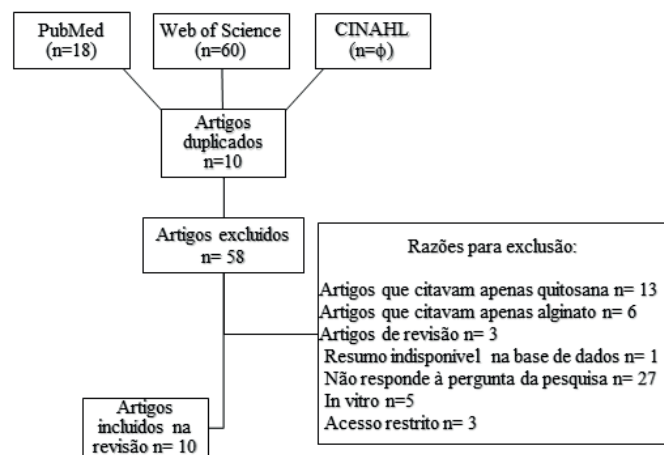 PubMed
(n=18)
Web of Science
(n=60)
CINAHL
(n=ϕ)
Artigos
duplicados
n=10
Artigos excluidos
n= 58
Razões para exclusão:
Artigos que citavam apenas quitosana n= 13
Artigos que citavam apenas alginato n= 6
Artigos de revisão n= 3
Resumo indisponível na base de dados n= 1
Não responde à pergunta da pesquisa n= 27
In vitro n=5
Acesso restrito n= 3
Artigos
incluidos na
revisão n= 10